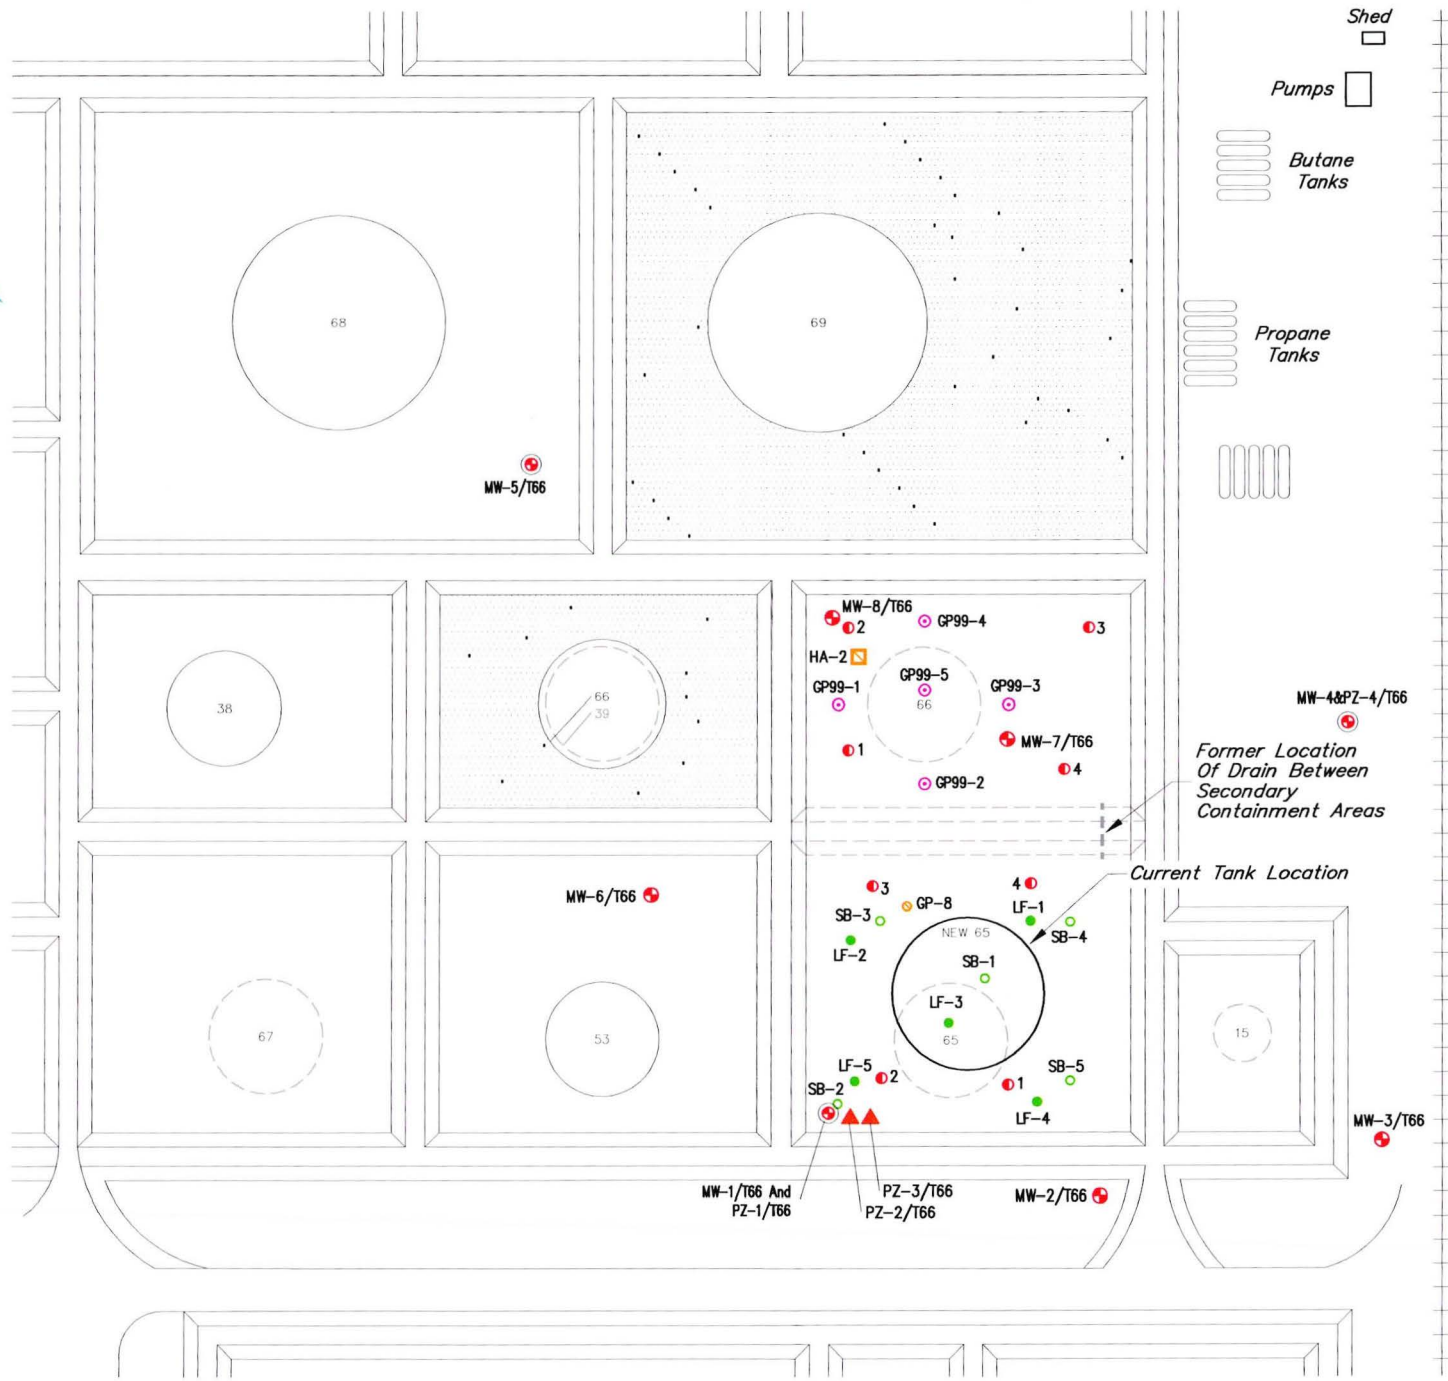 Shed
Pumps
Butane
Tanks
Propane
Tanks
68
69
MW-5/T66
MW-8/T66
2
GP99-4
3
HA-2
GP99-5
GP99-1
GP99-3
66
66
39
38
MW-4&PZ-4/T66
MW-7/T66
1
4
GP99-2
Former Location
Of Drain Between
Secondary
Containment Areas
Current Tank Location
MW-6/T66
3
4
GP-8
SB-3
LF-1
LF-2
NEW 65
SB-4
SB-1
LF-3
67
53
65
15
LF-5
2
1
SB-5
SB-2
LF-4
MW-3/T66
MW-1/T66 And
PZ-1/T66
PZ-3/T66
PZ-2/T66
MW-2/T66